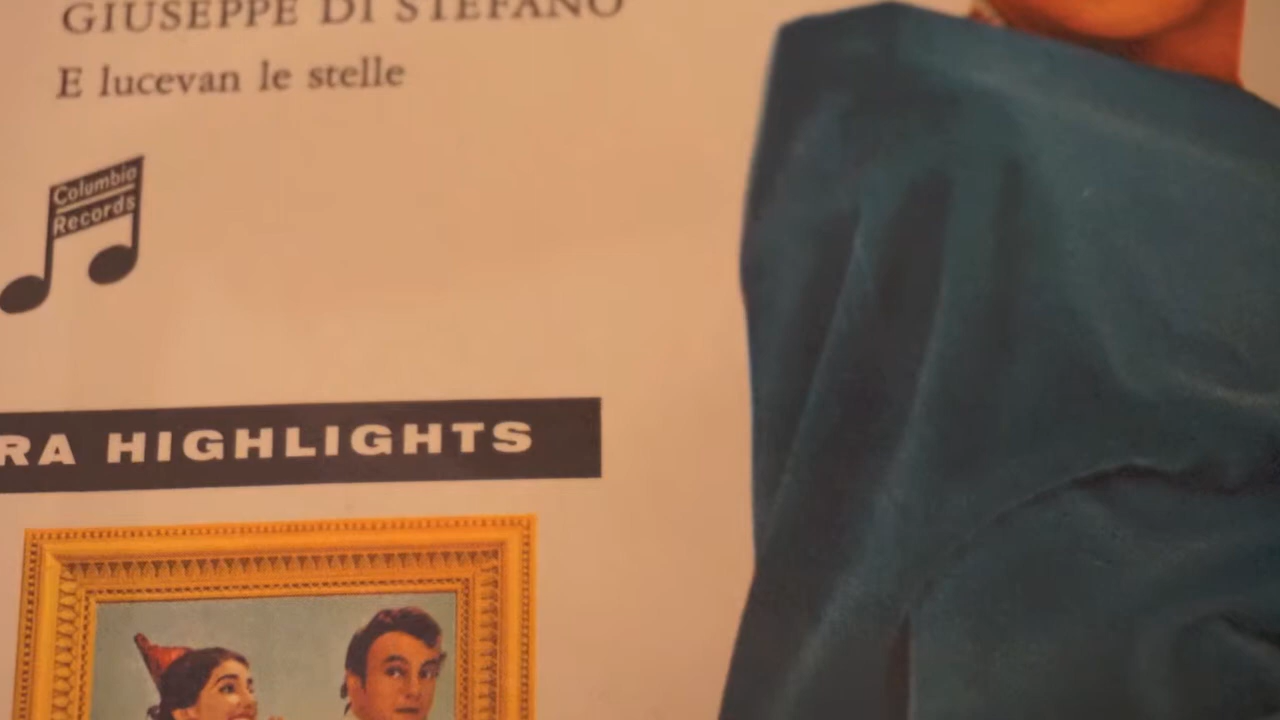 GIUSEPPE DI STEFANO
E lucevan le stelle
Columbia
Records
RA HIGHLIGHTS